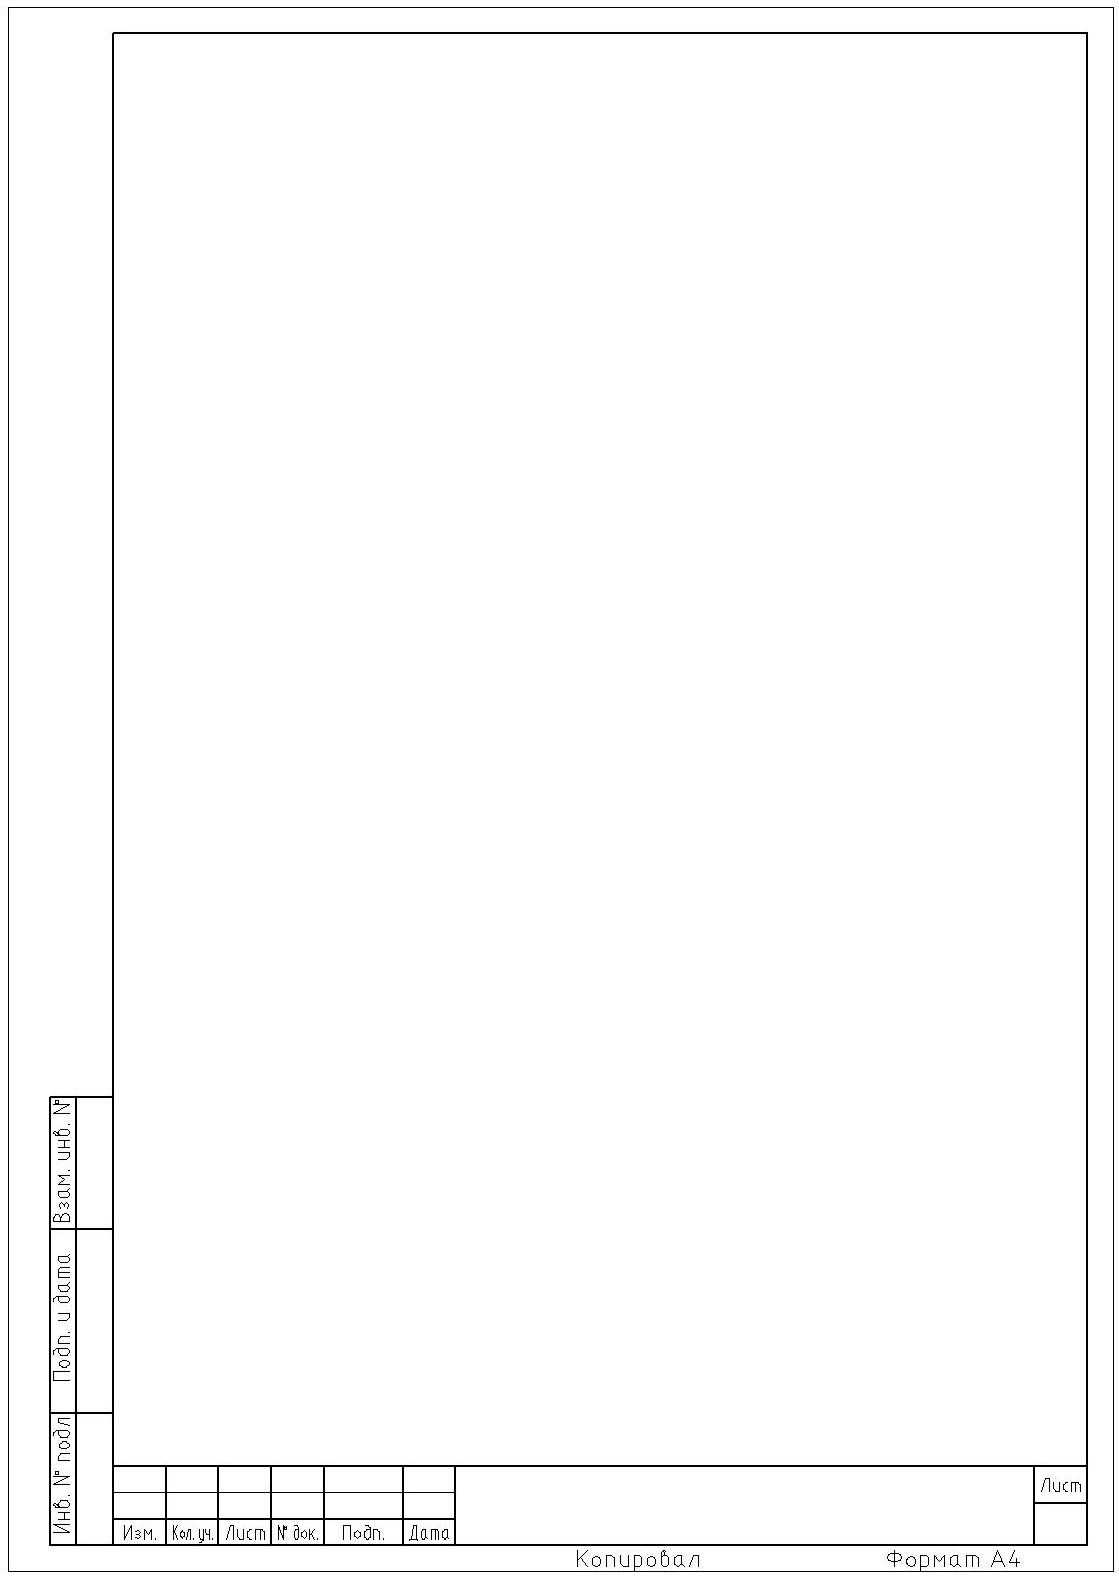 Взам. инв. №
Подп. и дата
Инв. № подл
Лист
Изм. Кол. уч. Лист № док. Подп. Дата
Копировал Формат А4